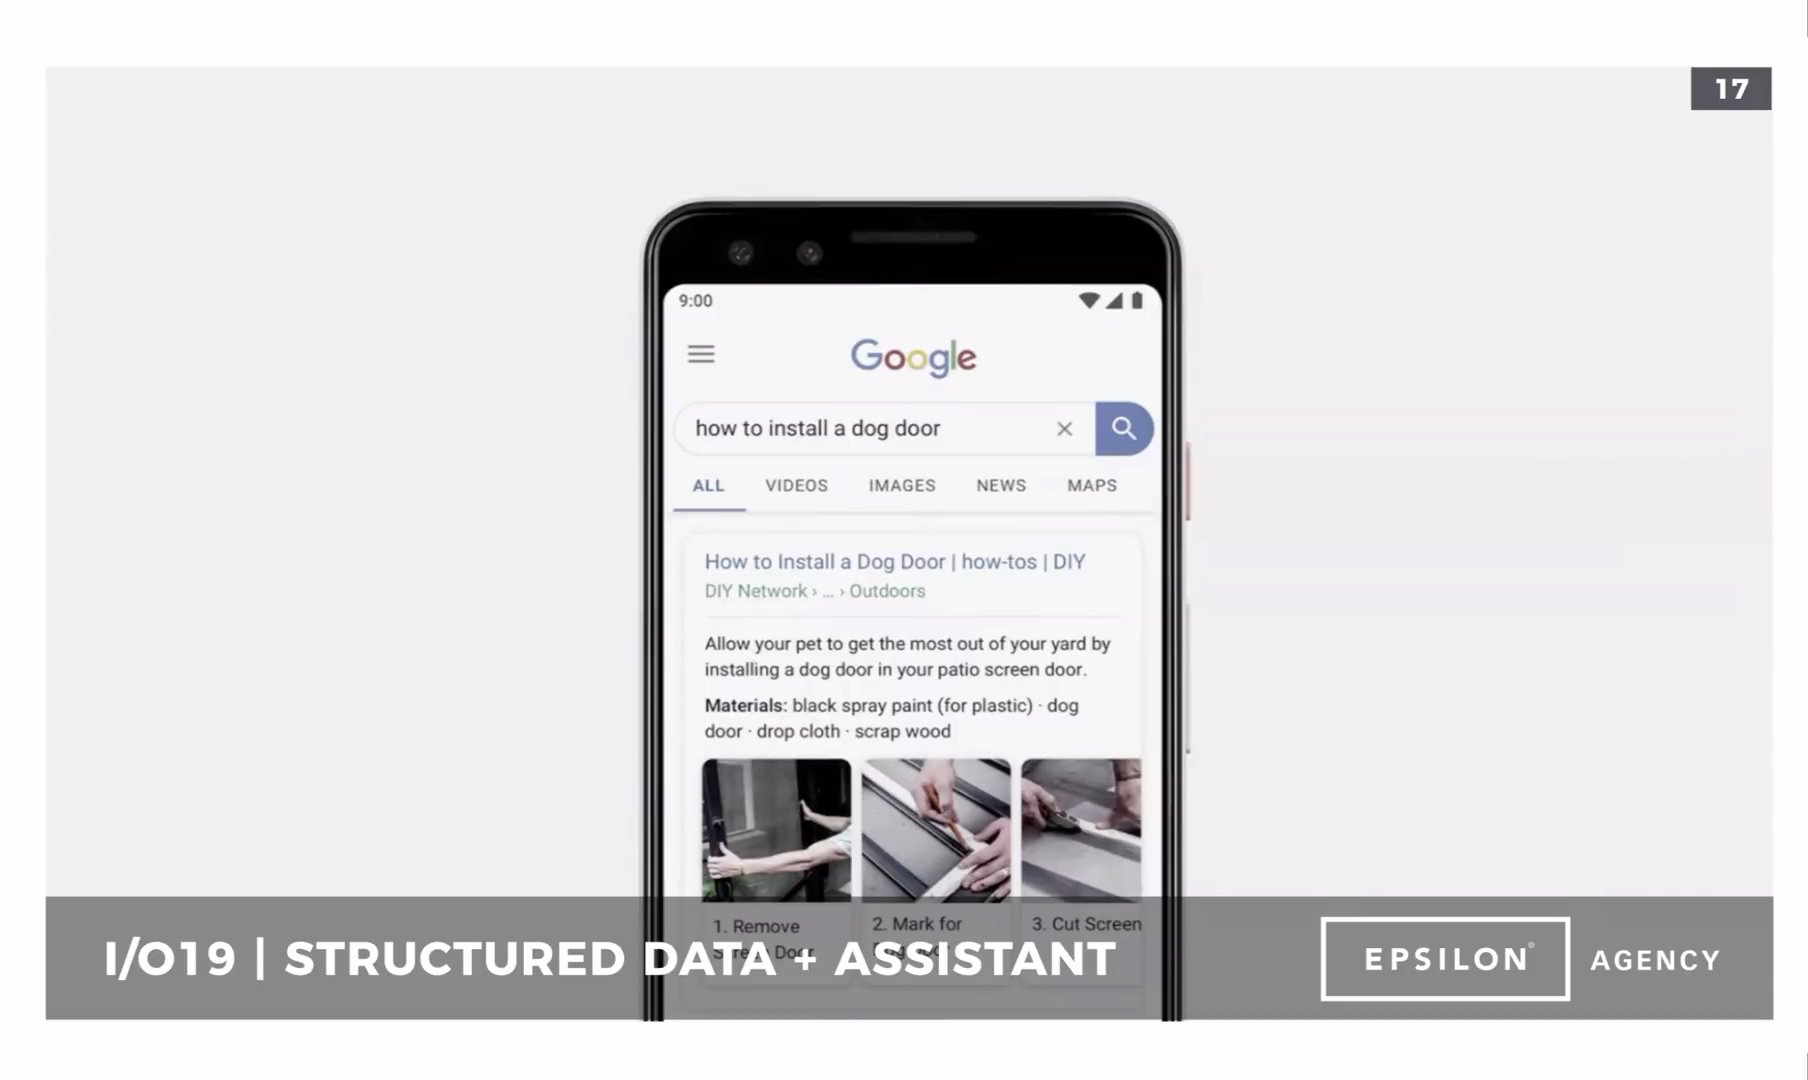 17
9:00
Google
how to install a dog door
ALL VIDEOS IMAGES NEWS MAPS
How to Install a Dog Door | how-tos | DIY
DIY Network › ... › Outdoors
Allow your pet to get the most out of your yard by
installing a dog door in your patio screen door.
Materials: black spray paint (for plastic) · dog
door · drop cloth · scrap wood
1. Remove
Screen Door
2. Mark for
3. Cut Screen
I/O19 | STRUCTURED DATA + ASSISTANT
EPSILON® AGENCY